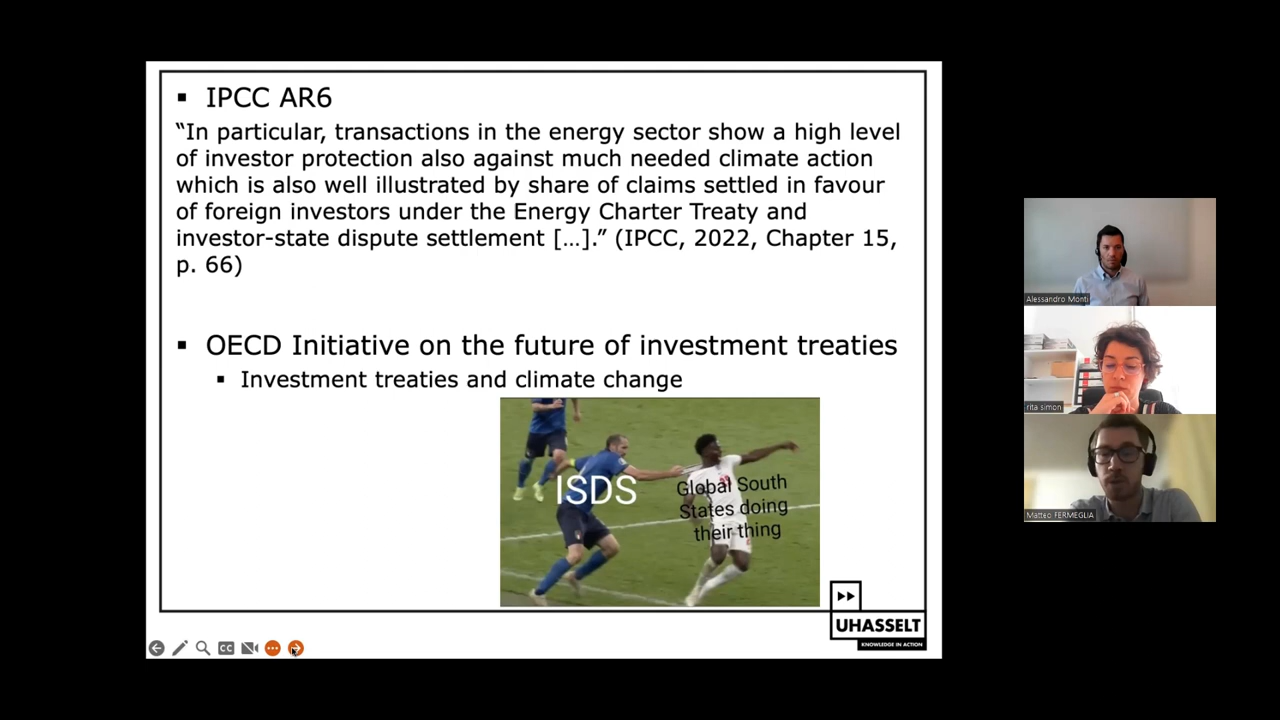 ▪ IPCC AR6
“In particular, transactions in the energy sector show a high level
of investor protection also against much needed climate action
which is also well illustrated by share of claims settled in favour
of foreign investors under the Energy Charter Treaty and
investor-state dispute settlement […].” (IPCC, 2022, Chapter 15,
p. 66)
▪ OECD Initiative on the future of investment treaties
▪ Investment treaties and climate change
ISDS
Global South
States doing
their thing
UHASSELT
KNOWLEDGE IN ACTION
CC
Alessandro Monti
rita simon
Matteo FERMEGLIA